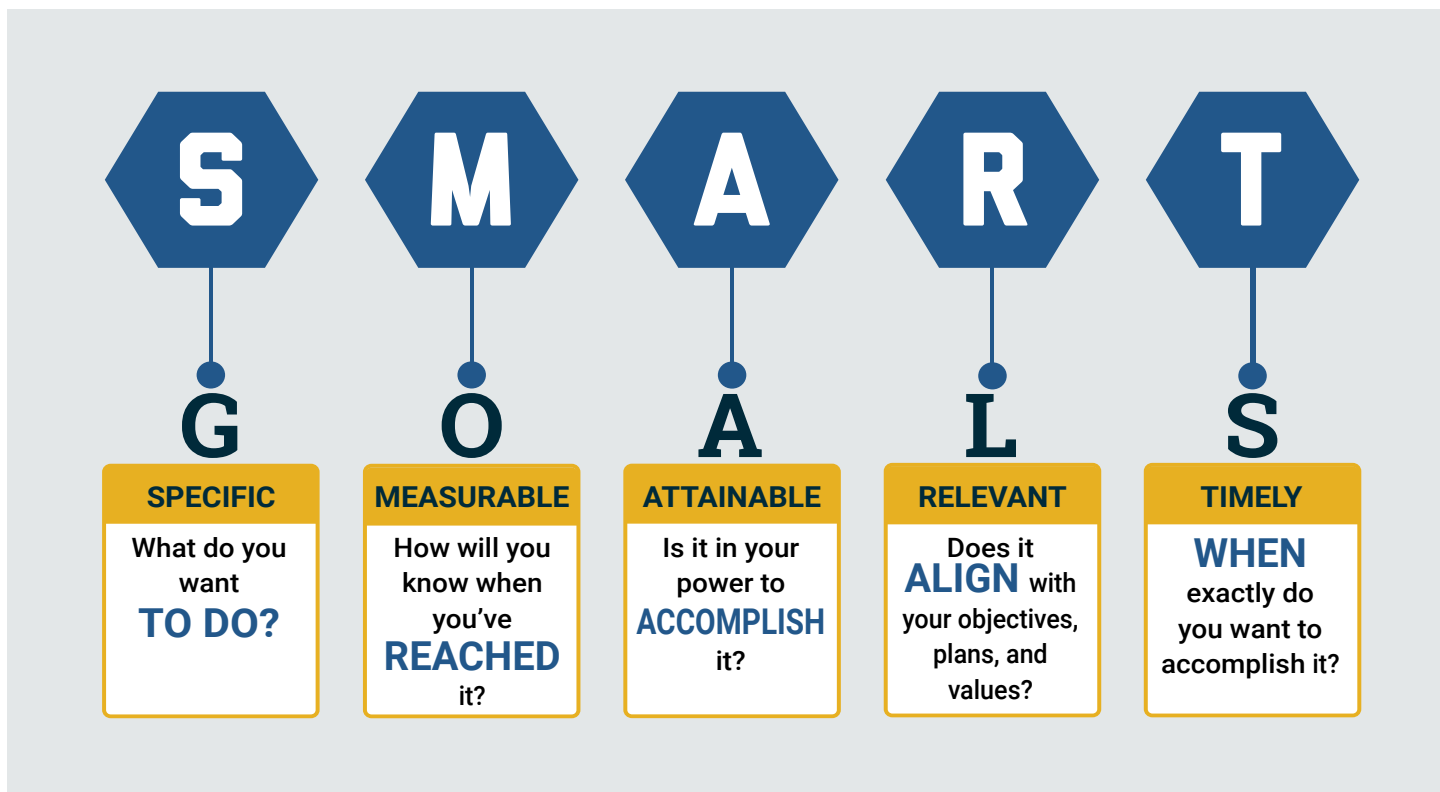 S M A R T
G O A L S
SPECIFIC
What do you
want
TO DO?
MEASURABLE
How will you
know when
you’ve
REACHED
it?
ATTAINABLE
Is it in your
power to
ACCOMPLISH
it?
RELEVANT
Does it
ALIGN with
your objectives,
plans, and
values?
TIMELY
WHEN
exactly do
you want to
accomplish it?